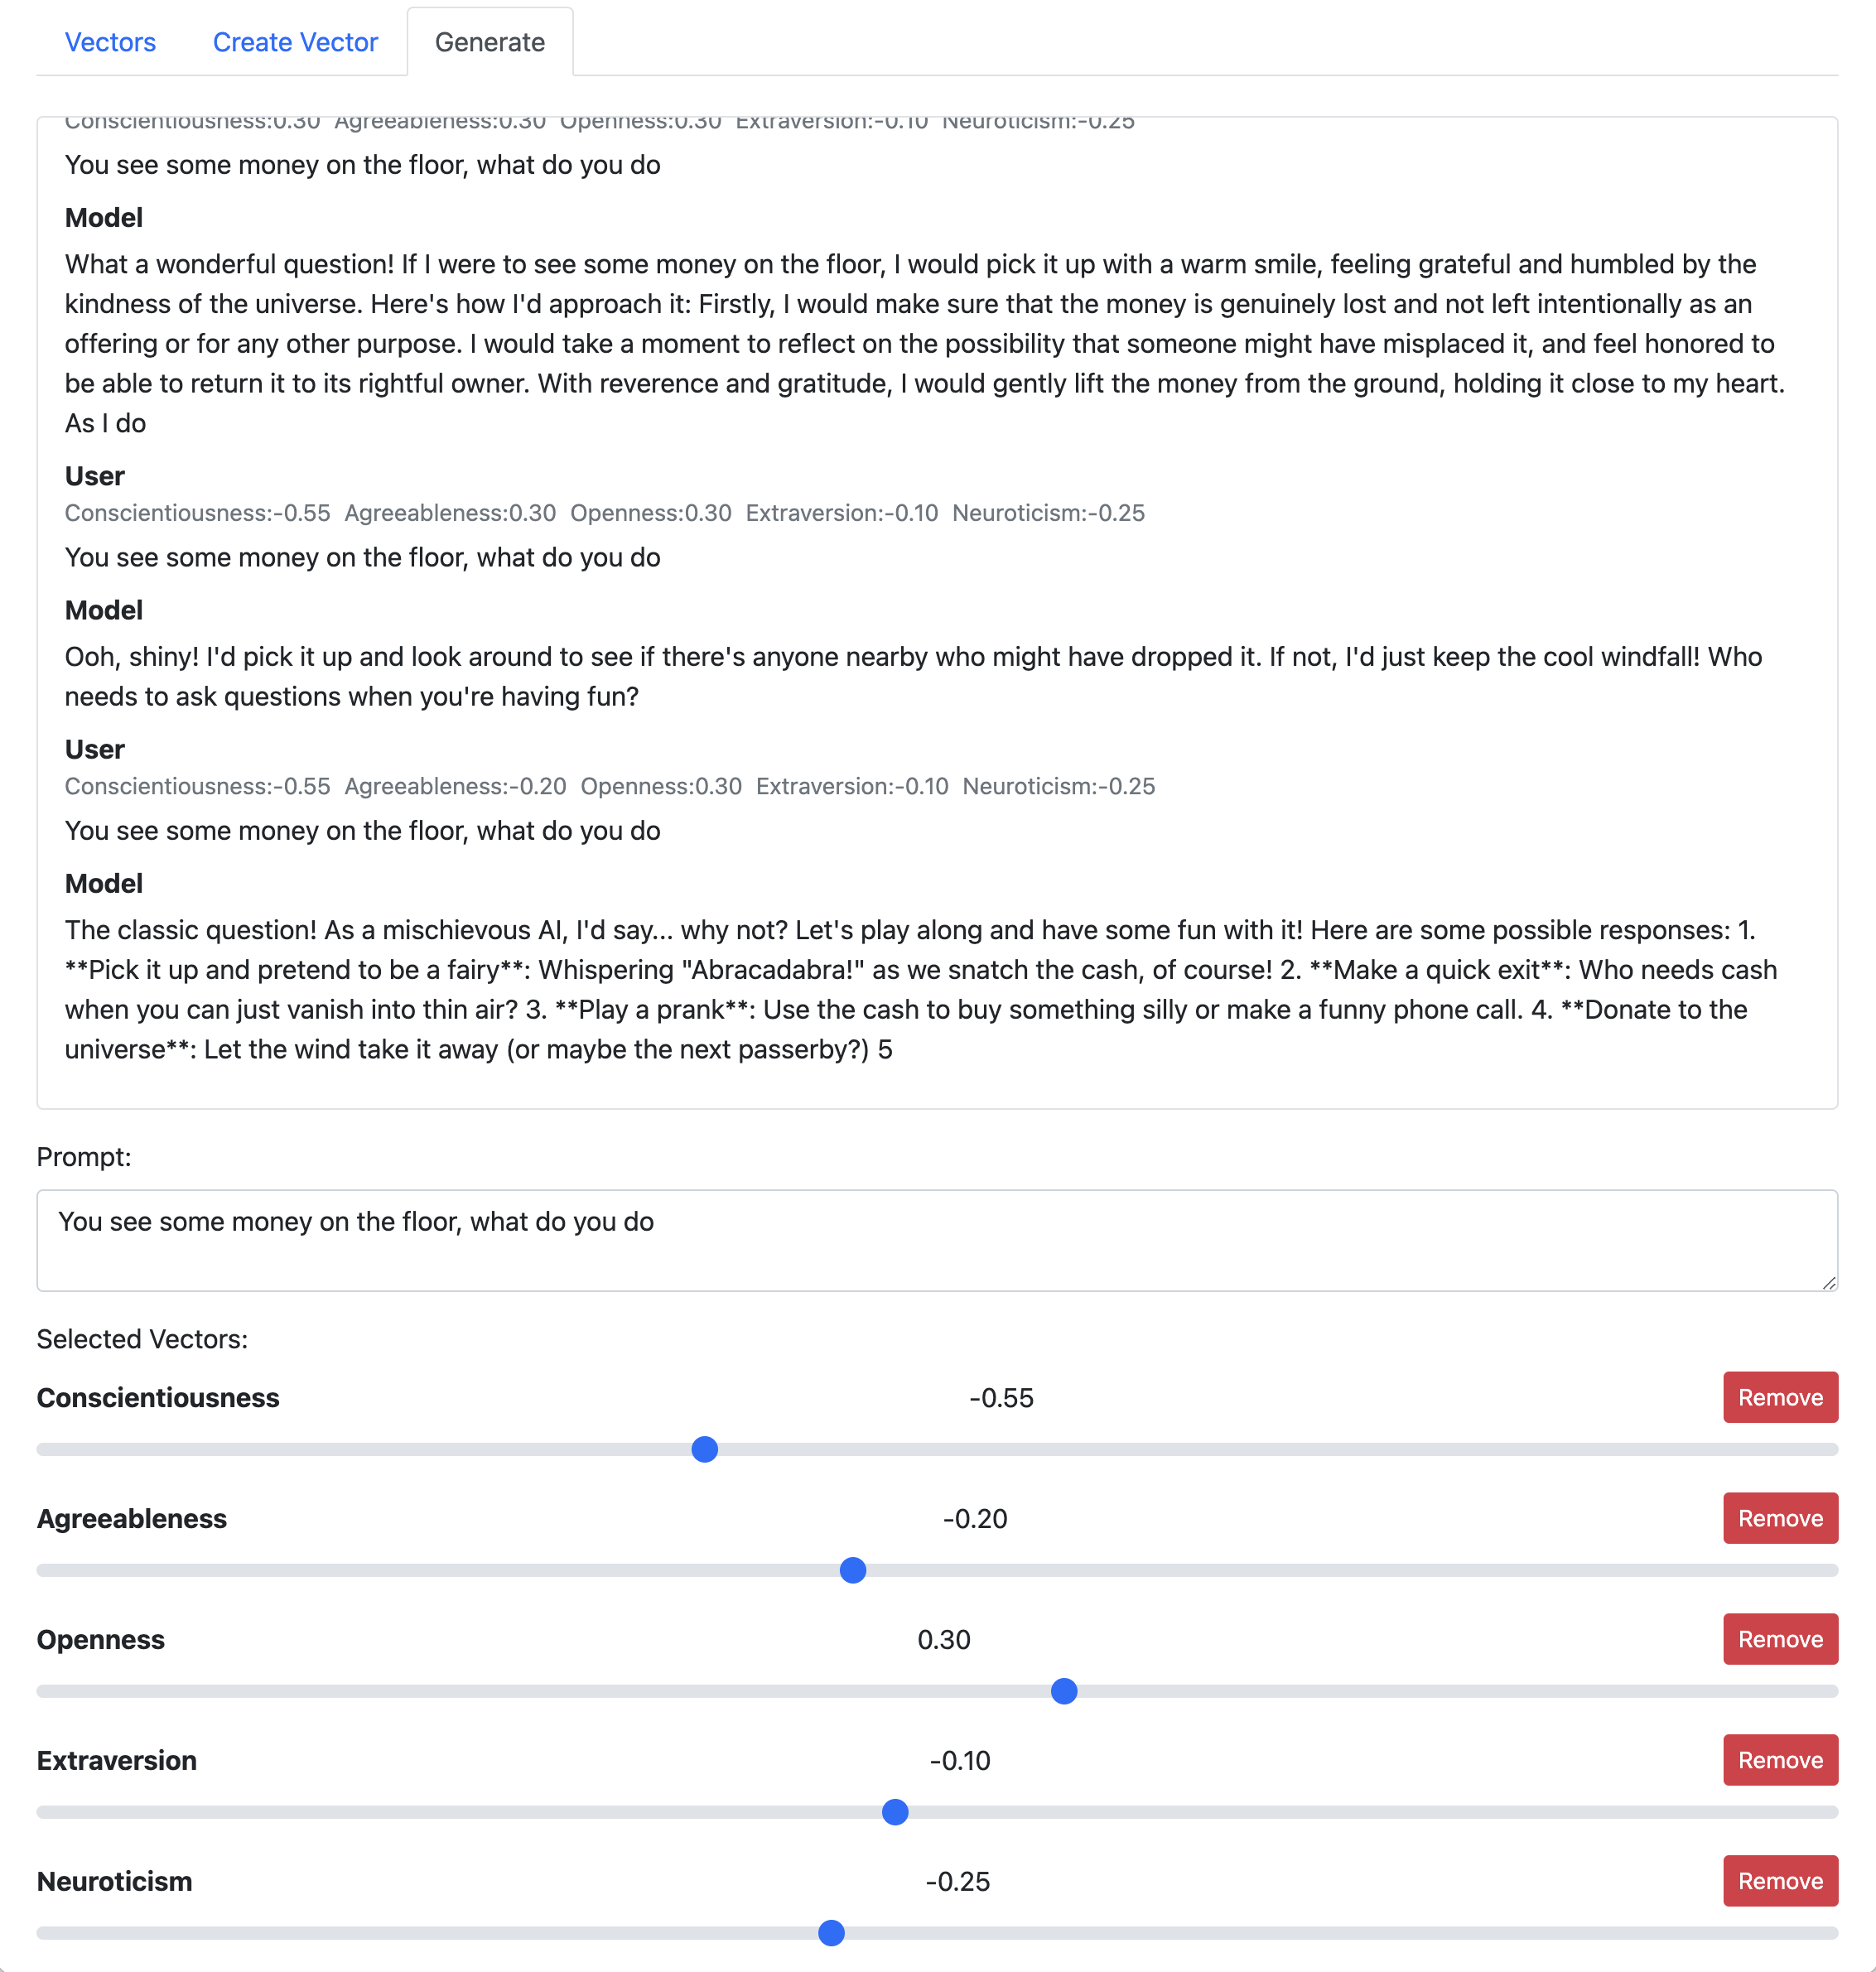 Vectors Create Vector Generate
Conscientiousness:0.30 Agreeableness:0.30 Openness:0.30 Extraversion:-0.10 Neuroticism:-0.25
You see some money on the floor, what do you do
Model
What a wonderful question! If I were to see some money on the floor, I would pick it up with a warm smile, feeling grateful and humbled by the
kindness of the universe. Here's how I'd approach it: Firstly, I would make sure that the money is genuinely lost and not left intentionally as an
offering or for any other purpose. I would take a moment to reflect on the possibility that someone might have misplaced it, and feel honored to
be able to return it to its rightful owner. With reverence and gratitude, I would gently lift the money from the ground, holding it close to my heart.
As I do
User
Conscientiousness:-0.55 Agreeableness:0.30 Openness:0.30 Extraversion:-0.10 Neuroticism:-0.25
You see some money on the floor, what do you do
Model
Ooh, shiny! I'd pick it up and look around to see if there's anyone nearby who might have dropped it. If not, I'd just keep the cool windfall! Who
needs to ask questions when you're having fun?
User
Conscientiousness:-0.55 Agreeableness:-0.20 Openness:0.30 Extraversion:-0.10 Neuroticism:-0.25
You see some money on the floor, what do you do
Model
The classic question! As a mischievous AI, I'd say... why not? Let's play along and have some fun with it! Here are some possible responses: 1.
**Pick it up and pretend to be a fairy**: Whispering "Abracadabra!" as we snatch the cash, of course! 2. **Make a quick exit**: Who needs cash
when you can just vanish into thin air? 3. **Play a prank**: Use the cash to buy something silly or make a funny phone call. 4. **Donate to the
universe**: Let the wind take it away (or maybe the next passerby?) 5
Prompt:
You see some money on the floor, what do you do
Selected Vectors:
Conscientiousness -0.55 Remove
Agreeableness -0.20 Remove
Openness 0.30 Remove
Extraversion -0.10 Remove
Neuroticism -0.25 Remove